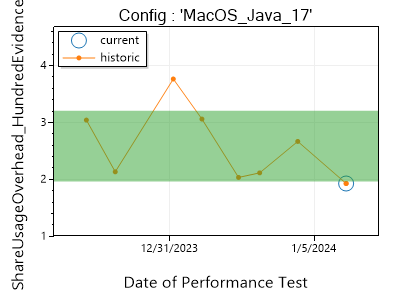 Config : 'MacOS_Java_17'
current
historic
ShareUsageOverhead_HundredEvidence
4
3
2
1
12/31/2023
1/5/2024
Date of Performance Test